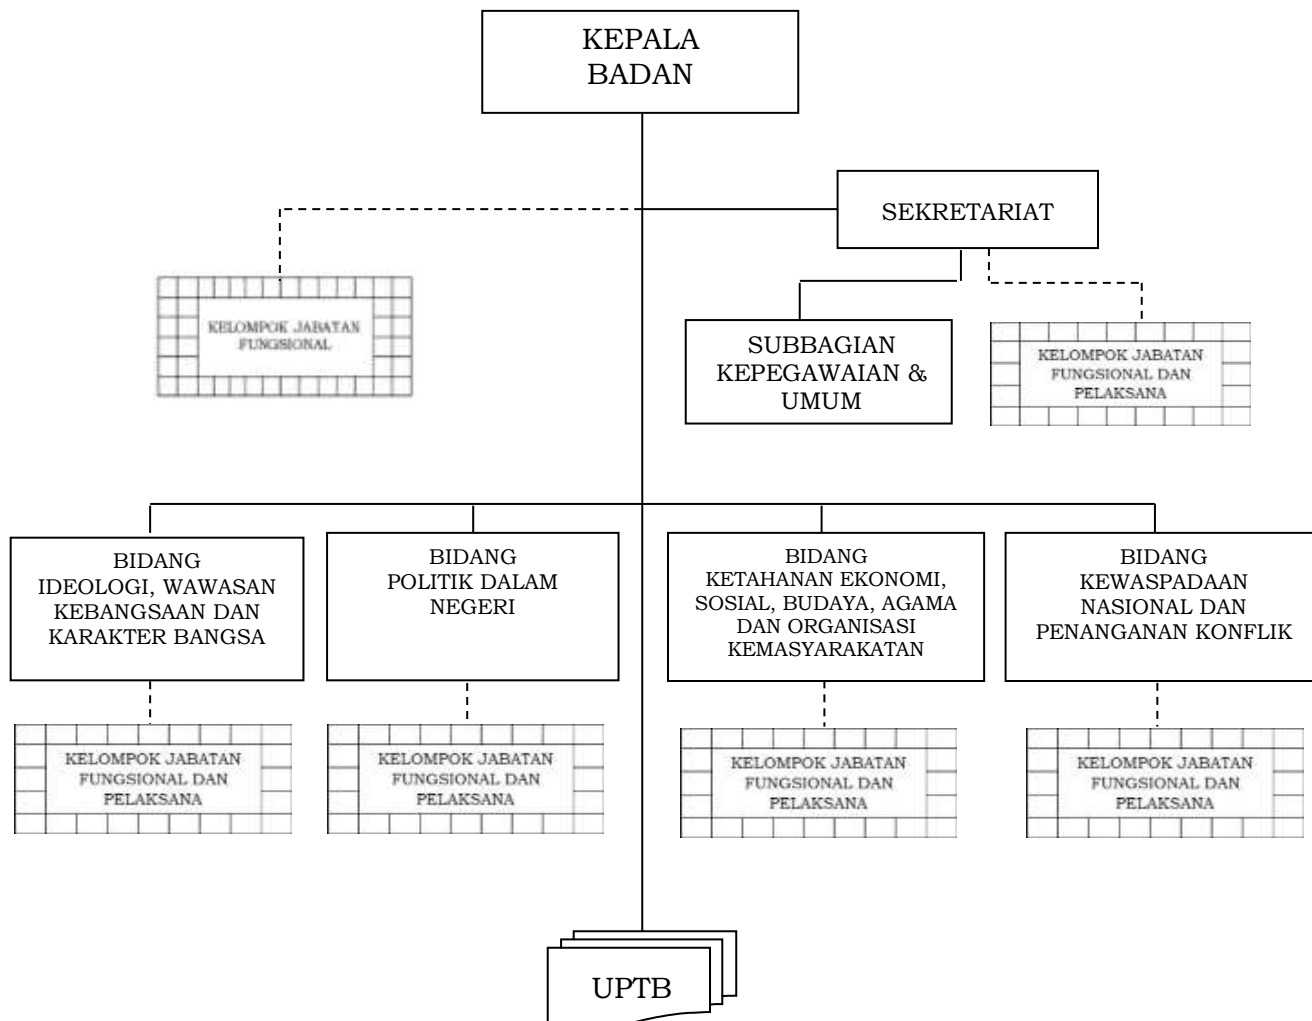 KEPALA
BADAN
SEKRETARIAT
KELOMPOK JABATAN
FUNGSIONAL
SUBBAGIAN
KEPEGAWAIAN &
UMUM
KELOMPOK JABATAN
FUNGSIONAL DAN
PELAKSANA
BIDANG
IDEOLOGI, WAWASAN
KEBANGSAAN DAN
KARAKTER BANGSA
BIDANG
POLITIK DALAM
NEGERI
BIDANG
KETAHANAN EKONOMI,
SOSIAL, BUDAYA, AGAMA
DAN ORGANISASI
KEMASYARAKATAN
BIDANG
KEWASPADAAN
NASIONAL DAN
PENANGANAN KONFLIK
KELOMPOK JABATAN
FUNGSIONAL DAN
PELAKSANA
KELOMPOK JABATAN
FUNGSIONAL DAN
PELAKSANA
KELOMPOK JABATAN
FUNGSIONAL DAN
PELAKSANA
KELOMPOK JABATAN
FUNGSIONAL DAN
PELAKSANA
UPTB